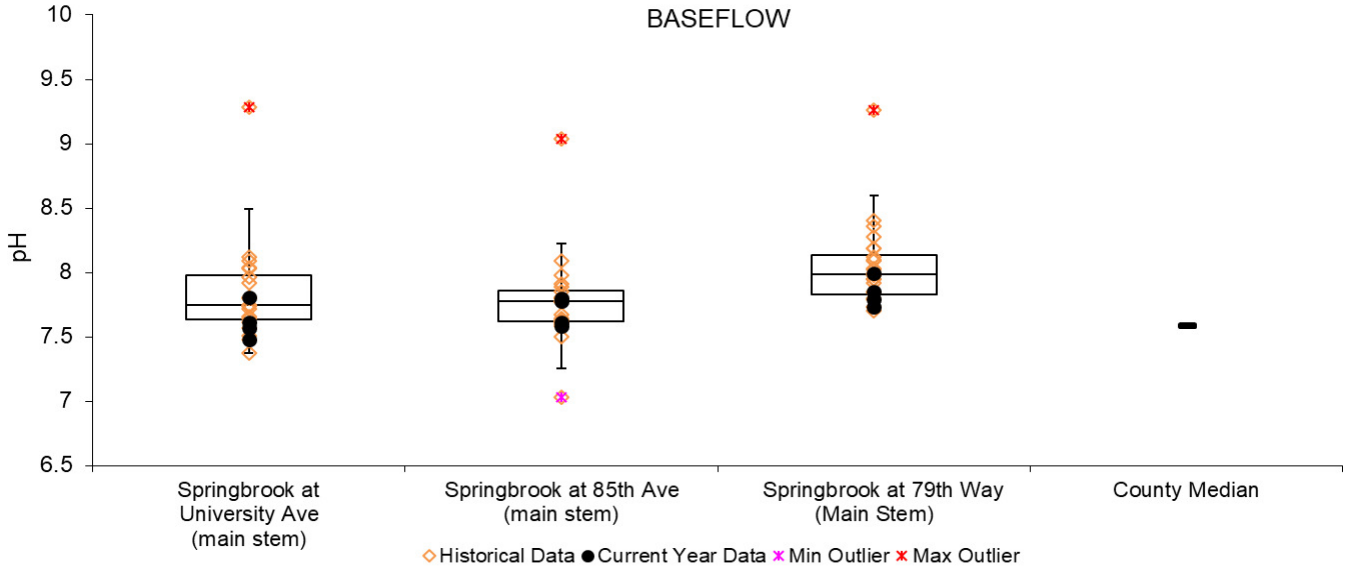 BASEFLOW
10
9.5
9
8.5
8
7.5
7
6.5
pH
Springbrook at
University Ave
(main stem)
Springbrook at 85th Ave
(main stem)
Springbrook at 79th Way
(Main Stem)
County Median
Historical Data Current Year Data Min Outlier Max Outlier